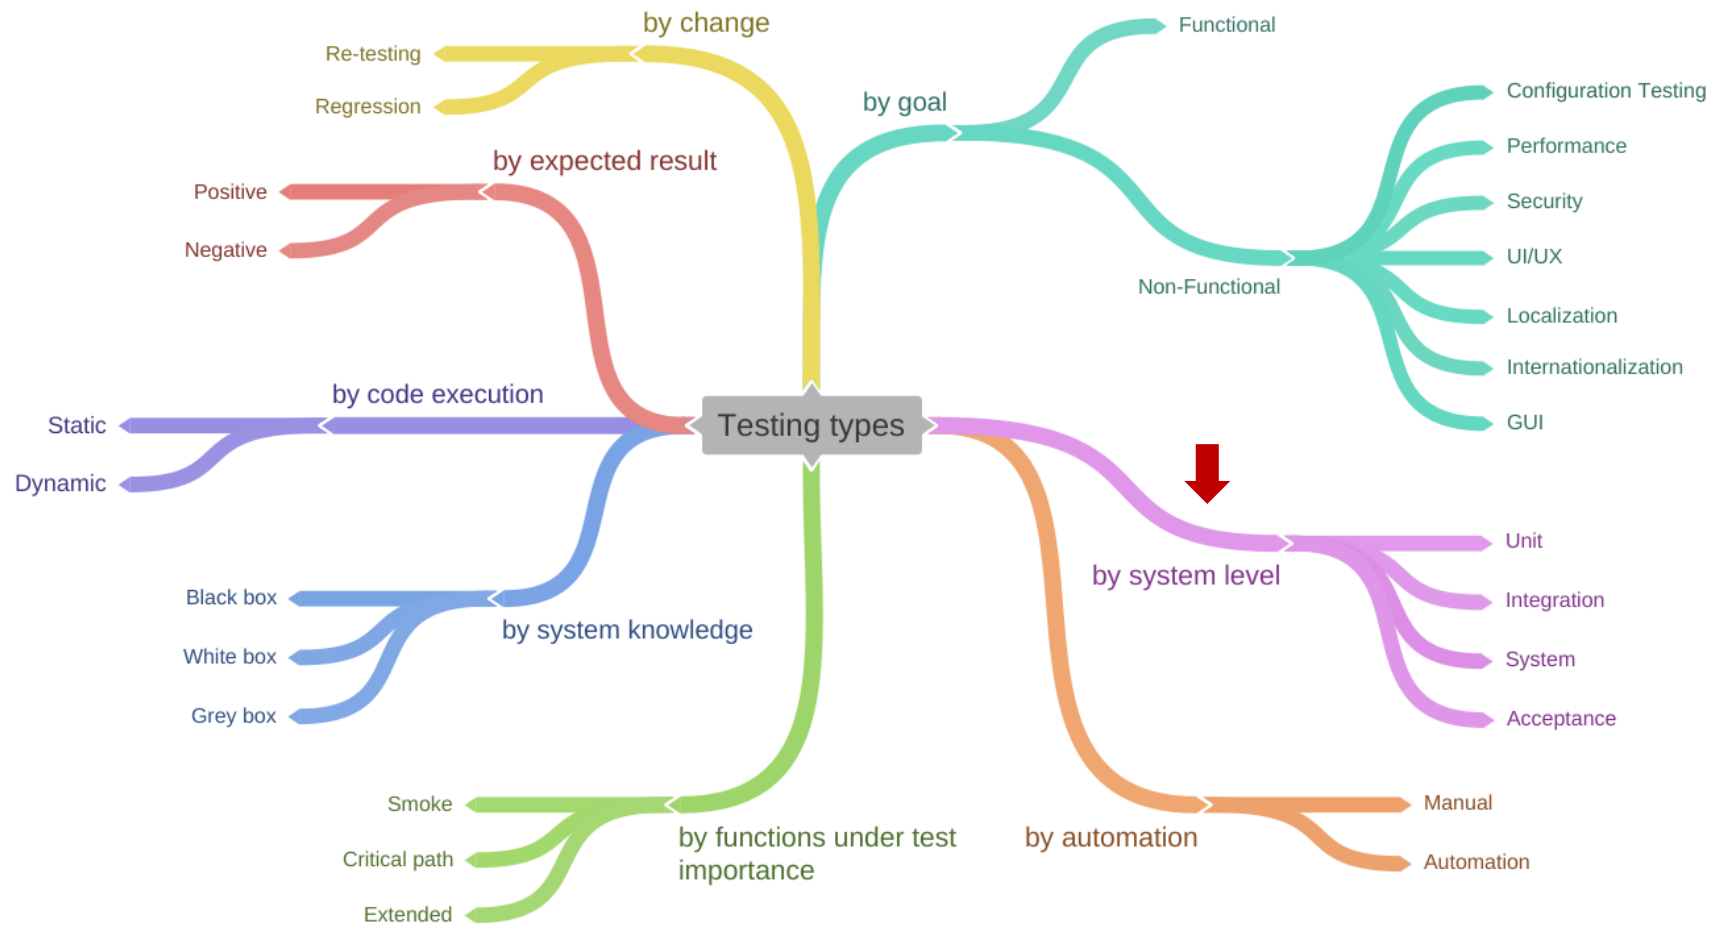 Testing types
by change
Re-testing
Regression
by expected result
Positive
Negative
by code execution
Static
Dynamic
by system knowledge
Black box
White box
Grey box
by functions under test
importance
Smoke
Critical path
Extended
by goal
Functional
Non-Functional
Configuration Testing
Performance
Security
UI/UX
Localization
Internationalization
GUI
by system level
Unit
Integration
System
Acceptance
by automation
Manual
Automation